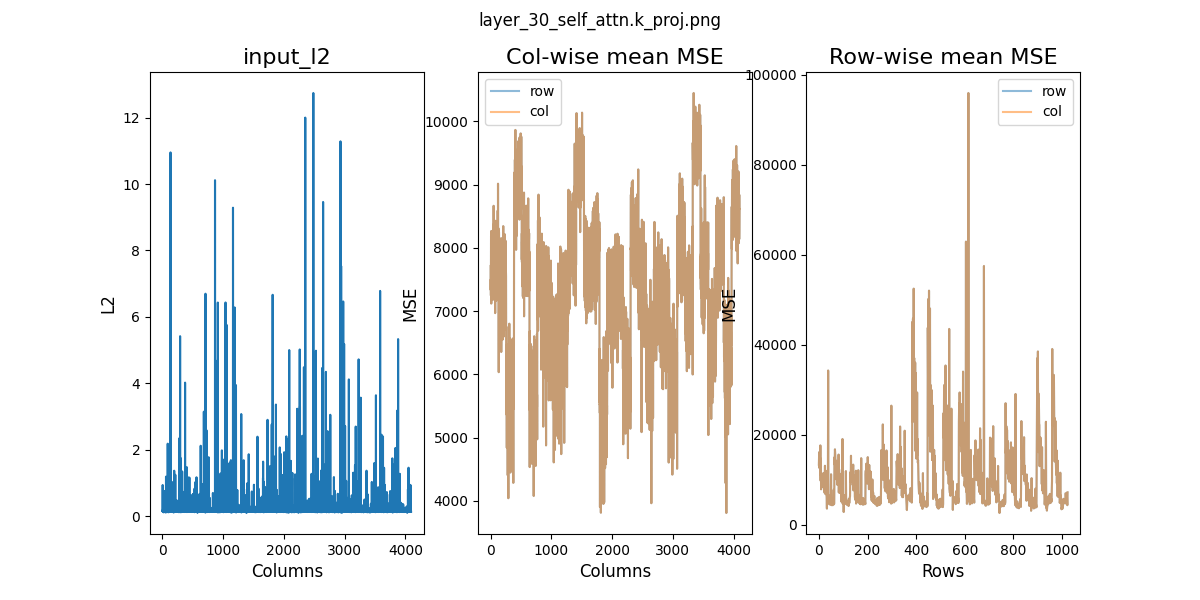 layer_30_self_attn.k_proj.png
input_l2
Col-wise mean MSE
Row-wise mean MSE
L2
12
10
8
6
4
2
0
0
1000
2000
3000
4000
Columns
MSE
10000
9000
8000
7000
6000
5000
4000
row
col
0
1000
2000
3000
4000
Columns
MSE
100000
80000
60000
40000
20000
0
row
col
0
200
400
600
800
1000
Rows